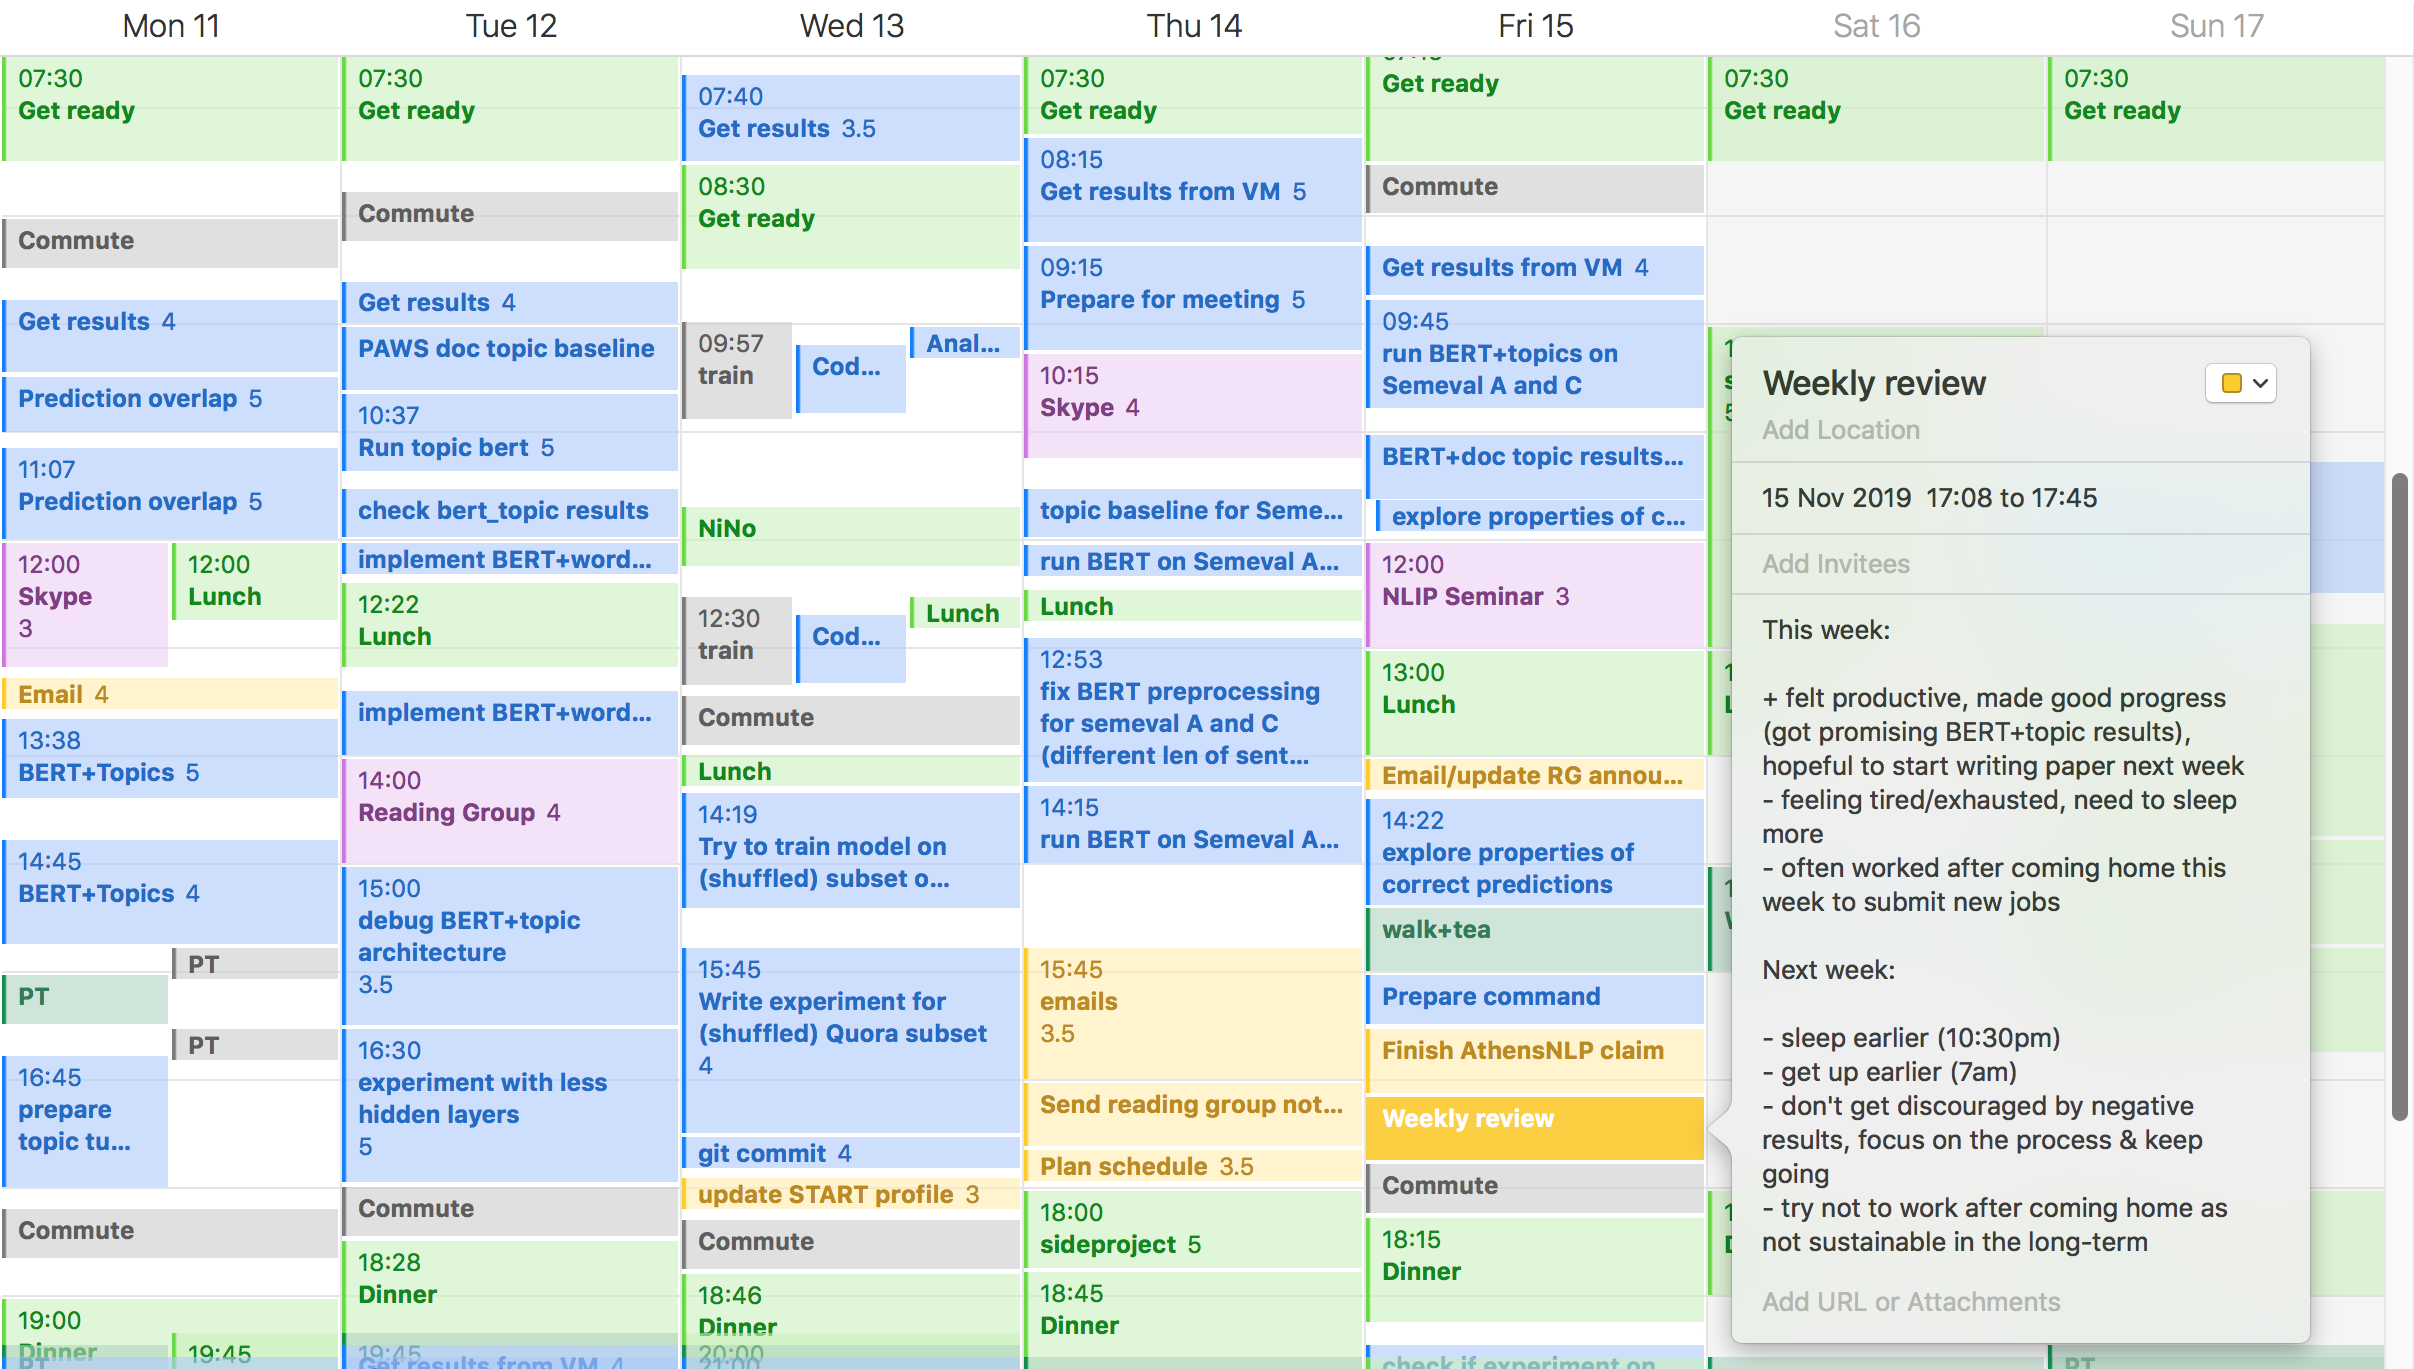 Mon 11
Tue 12
Wed 13
Thu 14
Fri 15
Sat 16
Sun 17
07:30
Get ready
Commute
Get results 4
Prediction overlap 5
11:07
Prediction overlap 5
12:00
Skype
3
12:00
Lunch
Email 4
13:38
BERT+Topics 5
14:45
BERT+Topics 4
PT
PT
PT
16:45
prepare
topic tu...
Commute
19:00
Dinner
19:45
PT
07:30
Get ready
Commute
Get results 4
PAWS doc topic baseline
10:37
Run topic bert 5
check bert_topic results
implement BERT+word...
12:22
Lunch
implement BERT+word...
14:00
Reading Group 4
15:00
debug BERT+topic
architecture
3.5
16:30
experiment with less
hidden layers
5
Commute
18:28
Dinner
19:45
Get results from VM 4
07:40
Get results 3.5
08:30
Get ready
09:57
train
Cod...
Anal...
NiNo
12:30
train
Cod...
Lunch
Commute
Lunch
14:19
Try to train model on
(shuffled) subset o...
15:45
Write experiment for
(shuffled) Quora subset
4
git commit 4
update START profile 3
Commute
18:46
Dinner
20:00
21:00
07:30
Get ready
08:15
Get results from VM 5
09:15
Prepare for meeting 5
10:15
Skype 4
topic baseline for Seme...
run BERT on Semeval A...
Lunch
12:53
fix BERT preprocessing
for semeval A and C
(different len of sent...
14:15
run BERT on Semeval A...
15:45
emails
3.5
Send reading group not...
Plan schedule 3.5
18:00
sideproject 5
18:45
Dinner
Get ready
Commute
Get results from VM 4
09:45
run BERT+topics on
Semeval A and C
BERT+doc topic results...
explore properties of c...
12:00
NLIP Seminar 3
13:00
Lunch
Email/update RG annou...
14:22
explore properties of
correct predictions
walk+tea
Prepare command
Finish AthensNLP claim
Weekly review
Commute
18:15
Dinner
check if experiment on
07:30
Get ready
07:30
Get ready
PT
Weekly review
Add Location
15 Nov 2019 17:08 to 17:45
Add Invitees
This week:
+ felt productive, made good progress
(got promising BERT+topic results),
hopeful to start writing paper next week
- feeling tired/exhausted, need to sleep
more
- often worked after coming home this
week to submit new jobs
Next week:
- sleep earlier (10:30pm)
- get up earlier (7am)
- don't get discouraged by negative
results, focus on the process & keep
going
- try not to work after coming home as
not sustainable in the long-term
Add URL or Attachments